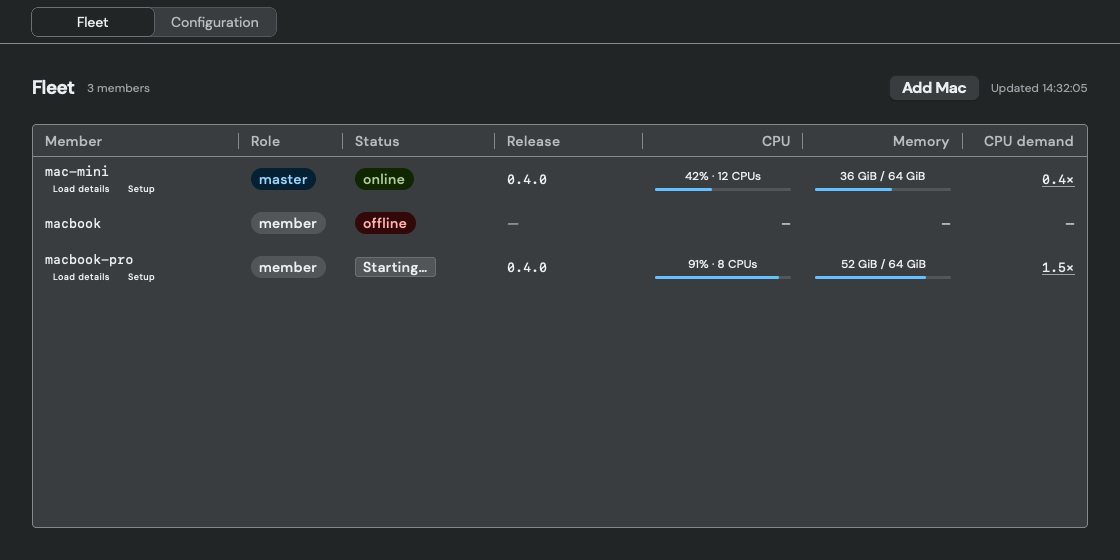 Fleet Configuration
Fleet 3 members Add Mac Updated 14:32:05
Member Role Status Release CPU Memory CPU demand
mac-mini master online 0.4.0 42% · 12 CPUs 36 GiB / 64 GiB 0.4×
Load details Setup
macbook member offline — — — —
macbook-pro member Starting… 0.4.0 91% · 8 CPUs 52 GiB / 64 GiB 1.5×
Load details Setup